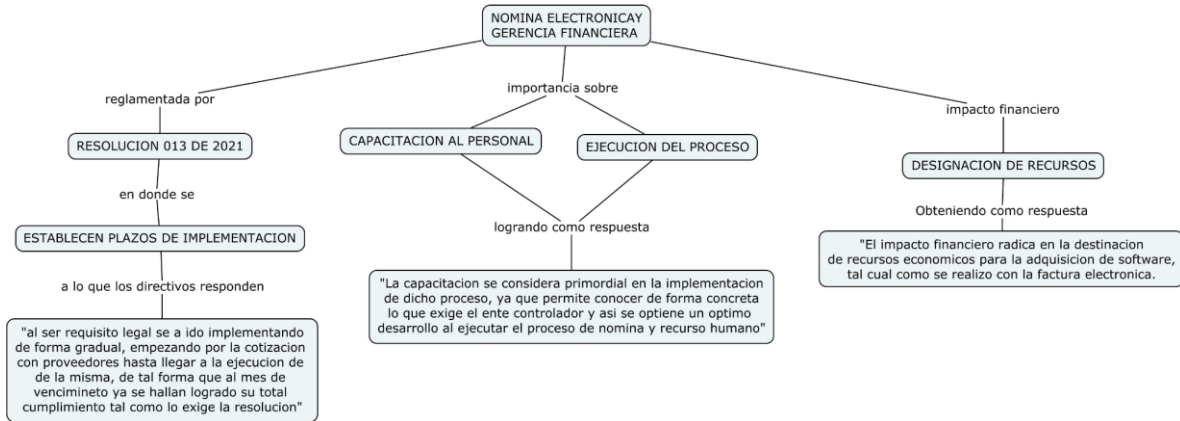 NOMINA ELECTRONICAY
GERENCIA FINANCIERA
reglamentada por
RESOLUCION 013 DE 2021
en donde se
ESTABLECEN PLAZOS DE IMPLEMENTACION
a lo que los directivos responden
"al ser requisito legal se a ido implementando
de forma gradual, empezando por la cotizacion
con proveedores hasta llegar a la ejecucion de
de la misma, de tal forma que al mes de
vencimineto ya se hallan logrado su total
cumplimiento tal como lo exige la resolucion"
importancia sobre
CAPACITACION AL PERSONAL
EJECUCION DEL PROCESO
logrando como respuesta
"La capacitacion se considera primordial en la implementacion
de dicho proceso, ya que permite conocer de forma concreta
lo que exige el ente controlador y asi se optiene un optimo
desarrollo al ejecutar el proceso de nomina y recurso humano"
impacto financiero
DESIGNACION DE RECURSOS
Obteniendo como respuesta
"El impacto financiero radica en la destinacion
de recursos economicos para la adquisicion de software,
tal cual como se realizo con la factura electronica.